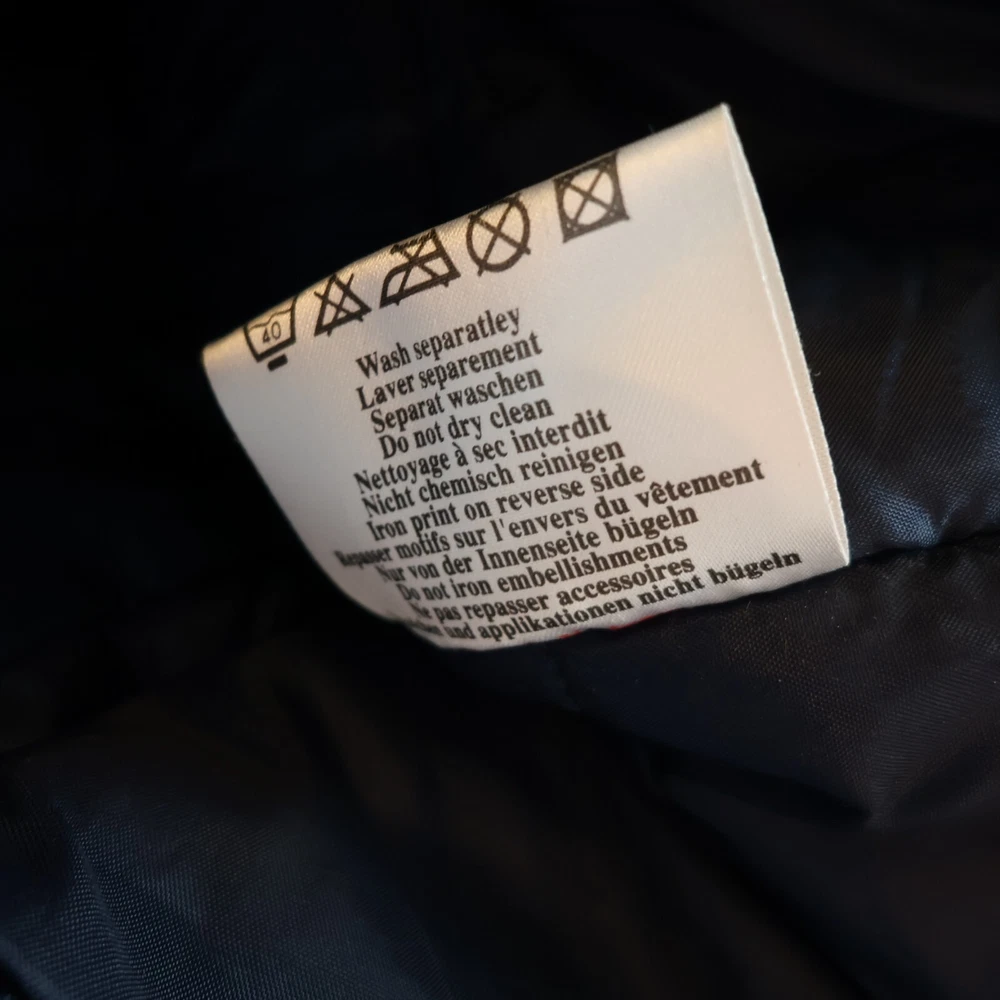 40
Wash separatley
Laver separement
Separat waschen
Do not dry clean
Nettoyage à sec interdit
Nicht chemisch reinigen
Iron print on reverse side
Repasser motifs sur l'envers du vêtement
Nur von der Innenseite bügeln
Do not iron embellishments
Ne pas repasser accessoires
und applikationen nicht bügeln